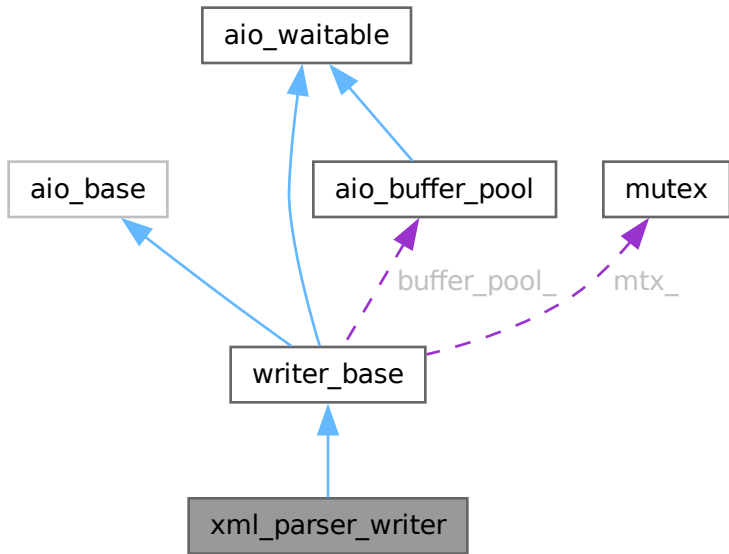 aio_waitable
aio_base
aio_buffer_pool
mutex
buffer_pool_
mtx_
writer_base
xml_parser_writer